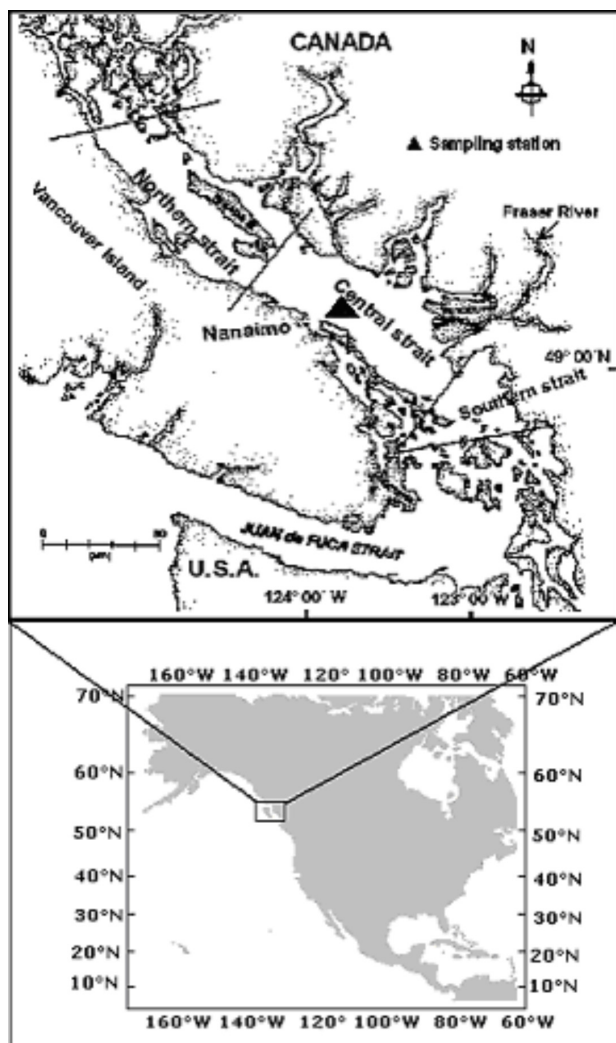 CANADA
N
▲ Sampling station
Fraser River
Northern strait
Vancouver Island
Central strait
Nanaimo
49° 00´ N
Southern strait
JUAN de FUCA STRAIT
U.S.A.
124° 00´ W
123° 00´ W
160°W 140°W 120° 100°W 80°W 60°W
70°N
70°N
60°N
60°N
50°N
50°N
40°N
40°N
30°N
30°N
20°N
20°N
10°N
10°N
160°W 140°W 120°W 100°W 80°W 60°W